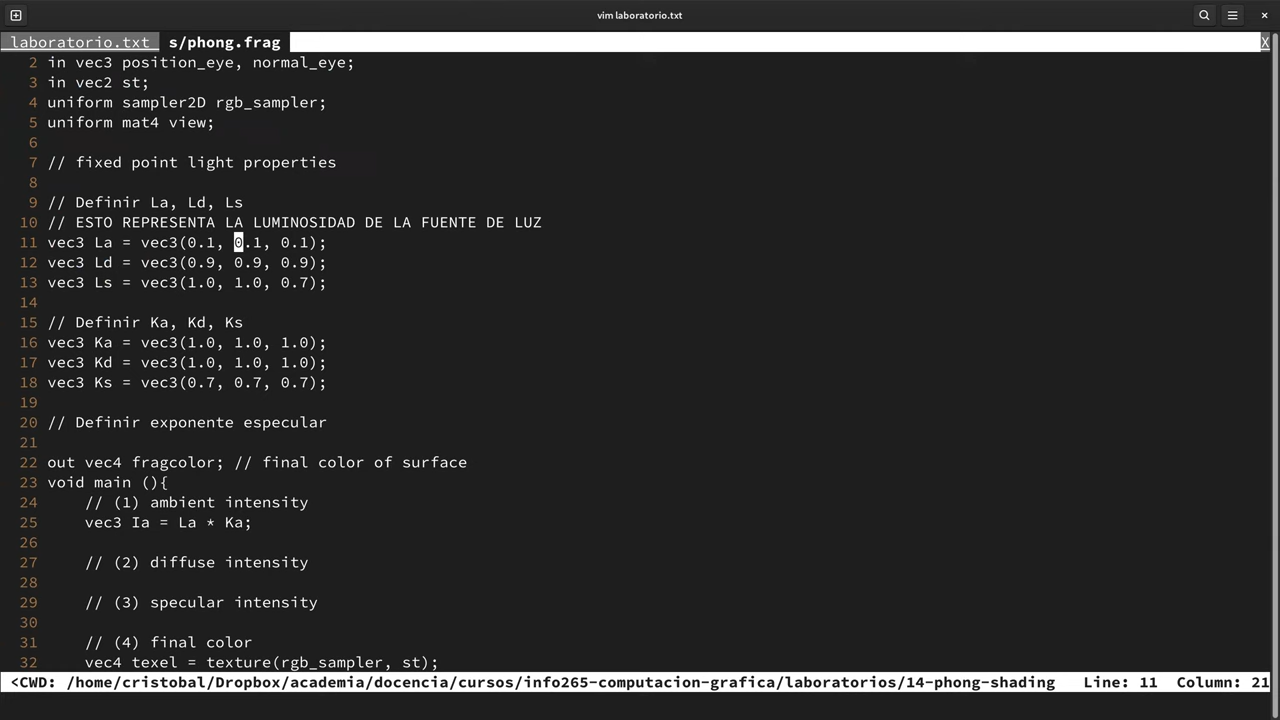 vim laboratorio.txt
laboratorio.txt s/phong.frag X
2 in vec3 position_eye, normal_eye;
3 in vec2 st;
4 uniform sampler2D rgb_sampler;
5 uniform mat4 view;
6
7 // fixed point light properties
8
9 // Definir La, Ld, Ls
10 // ESTO REPRESENTA LA LUMINOSIDAD DE LA FUENTE DE LUZ
11 vec3 La = vec3(0.1, 0.1, 0.1);
12 vec3 Ld = vec3(0.9, 0.9, 0.9);
13 vec3 Ls = vec3(1.0, 1.0, 0.7);
14
15 // Definir Ka, Kd, Ks
16 vec3 Ka = vec3(1.0, 1.0, 1.0);
17 vec3 Kd = vec3(1.0, 1.0, 1.0);
18 vec3 Ks = vec3(0.7, 0.7, 0.7);
19
20 // Definir exponente especular
21
22 out vec4 fragcolor; // final color of surface
23 void main (){
24     // (1) ambient intensity
25     vec3 Ia = La * Ka;
26
27     // (2) diffuse intensity
28
29     // (3) specular intensity
30
31     // (4) final color
32     vec4 texel = texture(rgb_sampler, st);
<CWD: /home/cristobal/Dropbox/academia/docencia/cursos/info265-computacion-grafica/laboratorios/14-phong-shading   Line: 11  Column: 21